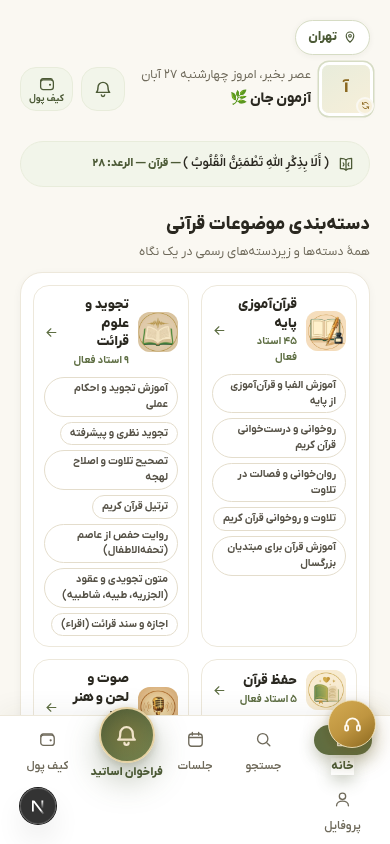 تهران
عصر بخیر، امروز چهارشنبه ۲۷ آبان
آزمون جان 🌿
آ
کیف پول
﴿ أَلَا بِذِكْرِ اللَّهِ تَطْمَئِنُّ الْقُلُوبُ ﴾ — قرآن — الرعد: ۲۸
دسته‌بندی موضوعات قرآنی
همهٔ دسته‌ها و زیردسته‌های رسمی در یک نگاه
قرآن‌آموزی
پایه
۴۵ استاد
فعال
آموزش الفبا و قرآن‌آموزی
از پایه
روخوانی و درست‌خوانی
قرآن کریم
روان‌خوانی و فصالت در
تلاوت
تلاوت و روخوانی قرآن کریم
آموزش قرآن برای مبتدیان
بزرگسال
تجوید و
علوم
قرائت
۹ استاد فعال
آموزش تجوید و احکام
عملی
تجوید نظری و پیشرفته
تصحیح تلاوت و اصلاح
لهجه
ترتیل قرآن کریم
روایت حفص از عاصم
(تحفه‌الاطفال)
متون تجویدی و عقود
(الجزریه، طیبه، شاطبیه)
اجازه و سند قرائت (اقراء)
حفظ قرآن
۵ استاد فعال
صوت و
لحن و هنر
خانه
جستجو
جلسات
فراخوان اساتید
کیف پول
پروفایل
N